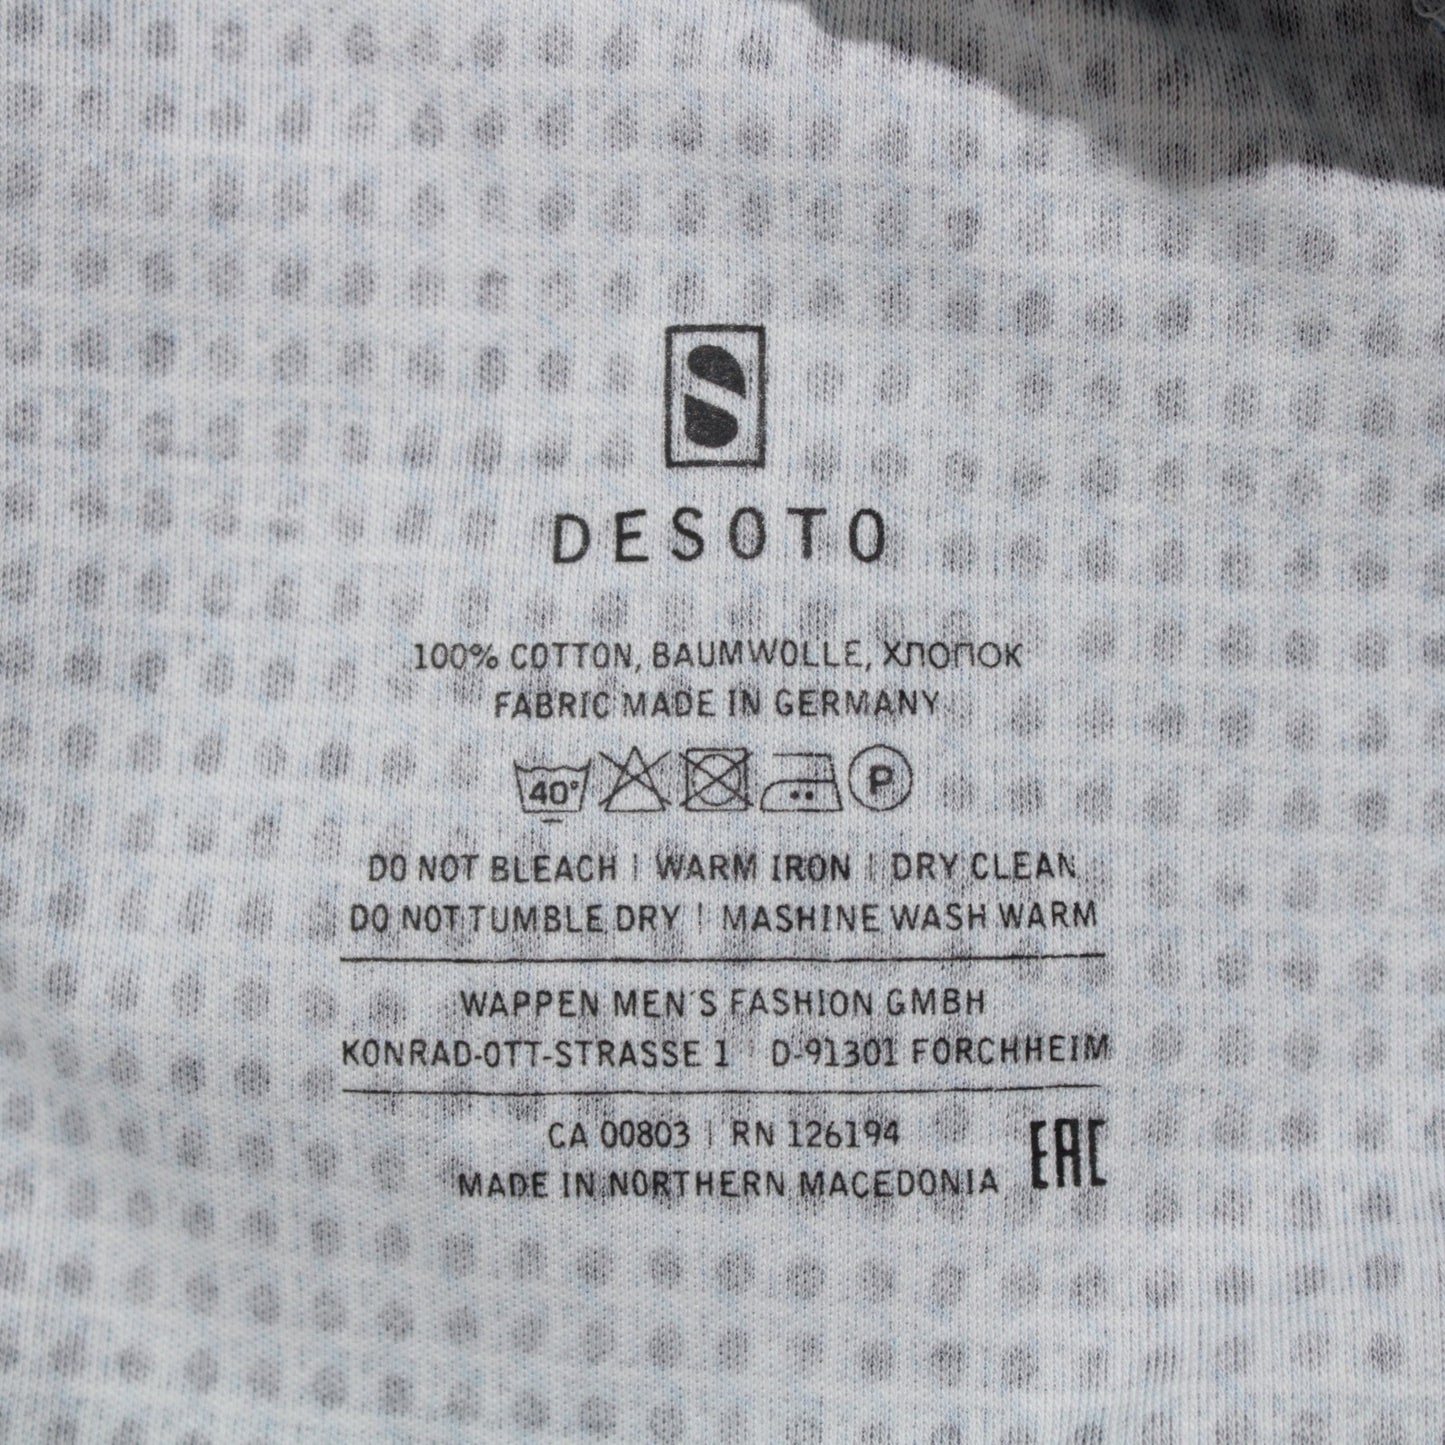 S
DESOTO
100% COTTON, BAUMWOLLE, ХЛОПОК
FABRIC MADE IN GERMANY
40° P
DO NOT BLEACH | WARM IRON | DRY CLEAN
DO NOT TUMBLE DRY | MASHINE WASH WARM
WAPPEN MEN´S FASHION GMBH
KONRAD-OTT-STRASSE 1 | D-91301 FORCHHEIM
CA 00803 | RN 126194
MADE IN NORTHERN MACEDONIA
EAC